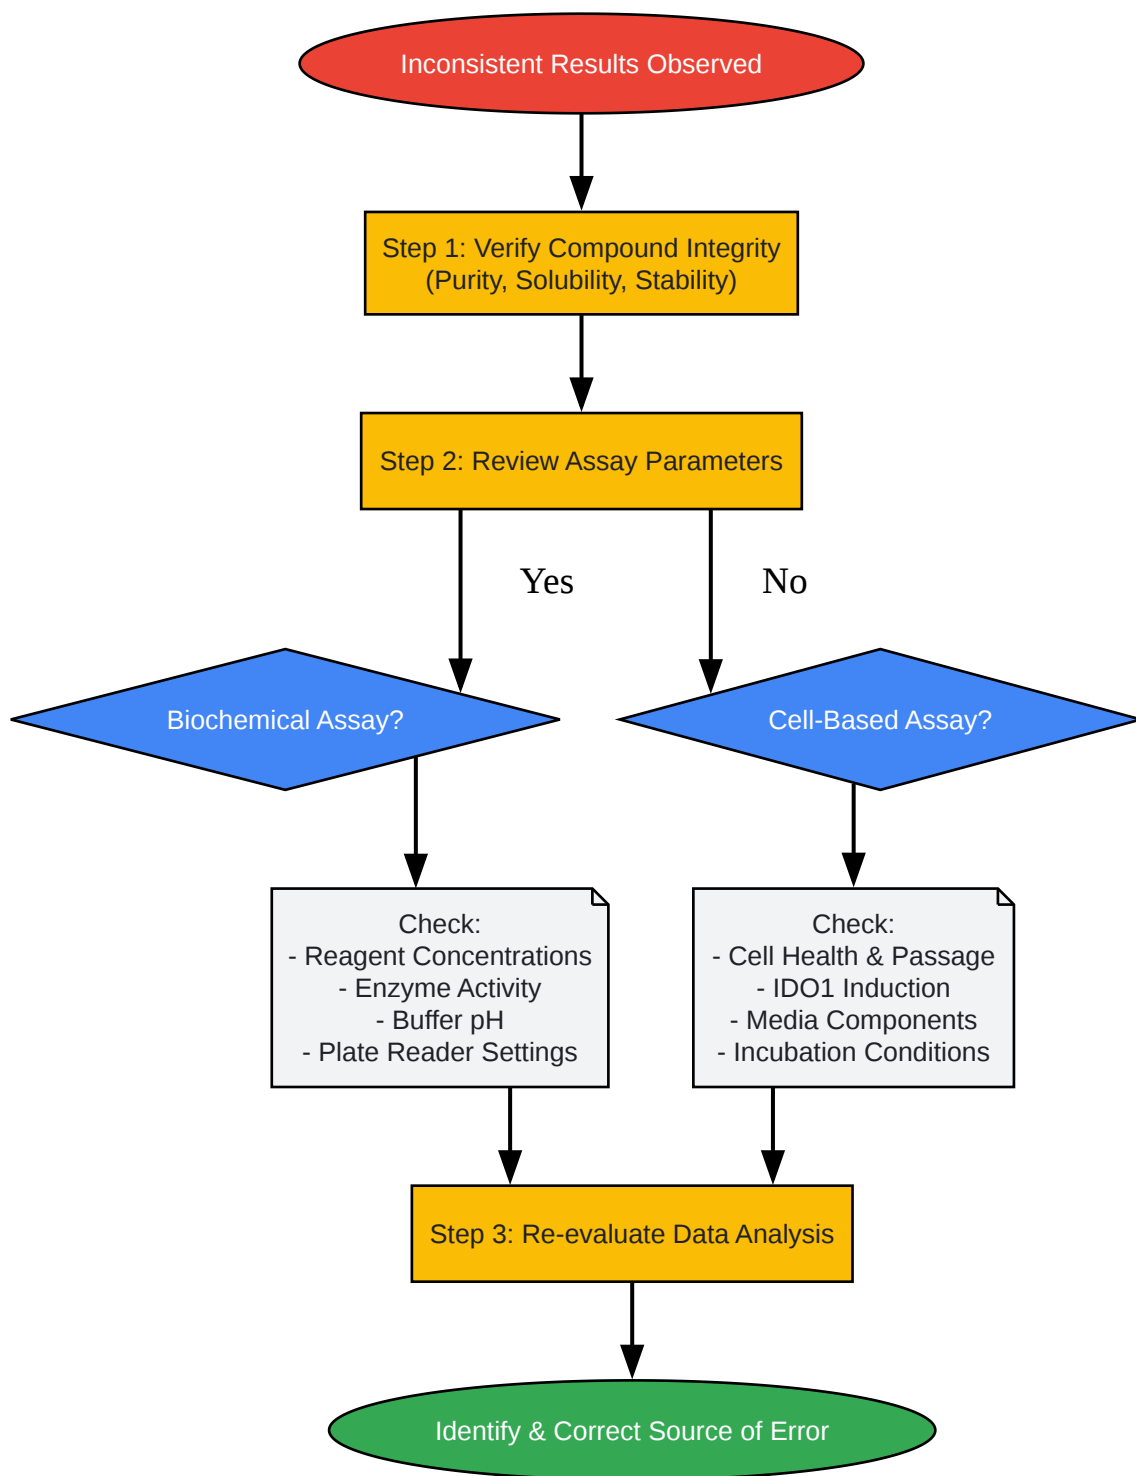 Inconsistent Results Observed
Step 1: Verify Compound Integrity
(Purity, Solubility, Stability)
Step 2: Review Assay Parameters
Yes
No
Biochemical Assay?
Cell-Based Assay?
Check:
- Reagent Concentrations
- Enzyme Activity
- Buffer pH
- Plate Reader Settings
Check:
- Cell Health & Passage
- IDO1 Induction
- Media Components
- Incubation Conditions
Step 3: Re-evaluate Data Analysis
Identify & Correct Source of Error